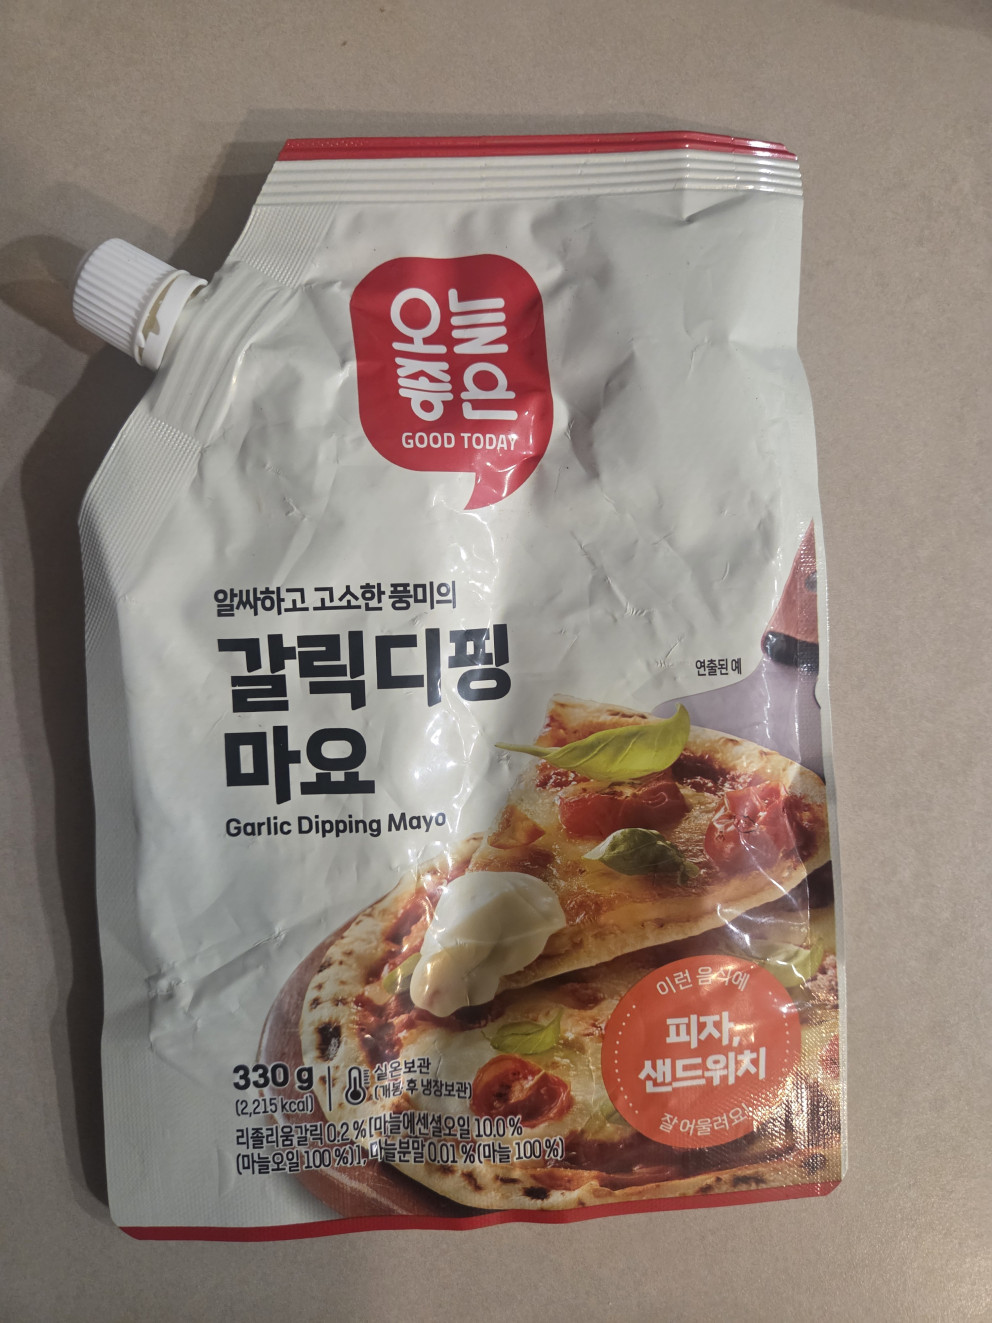 오늘
좋은
GOOD TODAY
알싸하고 고소한 풍미의
갈릭디핑
마요
Garlic Dipping Mayo
연출된 예
이런 음식에
피자,
샌드위치
잘 어울려요!
330 g
(2,215 kcal)
실온보관
(개봉 후 냉장보관)
리졸리움갈릭 0.2 % [마늘에센셜오일 10.0 %
(마늘오일 100 %)], 마늘분말 0.01 % (마늘 100 %)